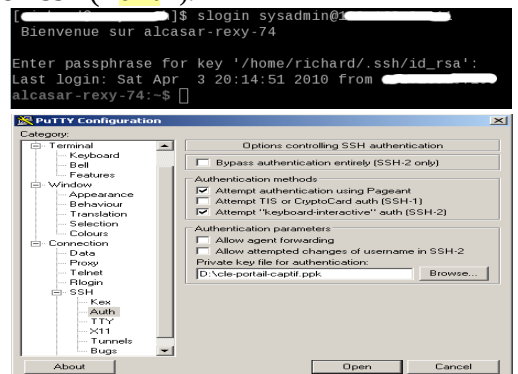 ]$ slogin sysadmin@1
Bienvenue sur alcasar-rexy-74
Enter passphrase for key '/home/richard/.ssh/id_rsa':
Last login: Sat Apr  3 20:14:51 2010 from
alcasar-rexy-74:~$
PuTTY Configuration
Category:
Terminal
Keyboard
Bell
Features
Window
Appearance
Behaviour
Translation
Selection
Colours
Connection
Data
Proxy
Telnet
Rlogin
SSH
Kex
Auth
TTY
X11
Tunnels
Bugs
Options controlling SSH authentication
Bypass authentication entirely (SSH-2 only)
Authentication methods
Attempt authentication using Pageant
Attempt TIS or CryptoCard auth (SSH-1)
Attempt "keyboard-interactive" auth (SSH-2)
Authentication parameters
Allow agent forwarding
Allow attempted changes of username in SSH-2
Private key file for authentication:
D:\cle-portail-captif.ppk Browse...
About Open Cancel